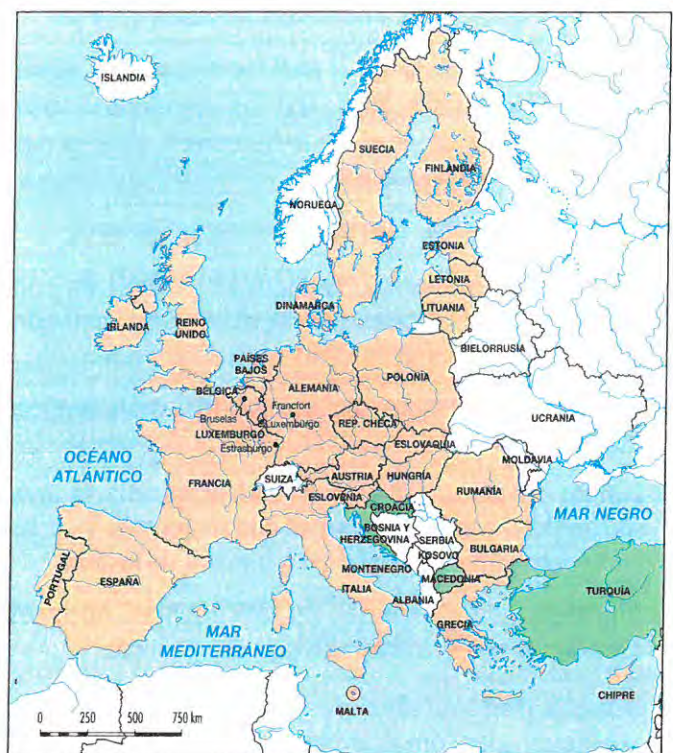 ISLANDIA
SUECIA
FINLANDIA
NORUEGA
ESTONIA
LETONIA
LITUANIA
DINAMARCA
IRLANDA
REINO
UNIDO
BIELORRUSIA
PAÍSES
BAJOS
ALEMANIA
POLONIA
BÉLGICA
Francfort
Bruselas
Luxemburgo
LUXEMBURGO
Estrasburgo
REP. CHECA
UCRANIA
ESLOVAQUIA
MOLDAVIA
OCÉANO
ATLÁNTICO
FRANCIA
SUIZA
AUSTRIA
HUNGRIA
RUMANÍA
ESLOVENIA
CROACIA
MAR NEGRO
BOSNIA Y
HERZEGOVINA
SERBIA
KOSOVO
BULGARIA
MONTENEGRO
MACEDONIA
PORTUGAL
ESPAÑA
ITALIA
ALBANIA
TURQUÍA
GRECIA
MAR
MEDITERRÁNEO
MALTA
CHIPRE
0 250 500 750 km